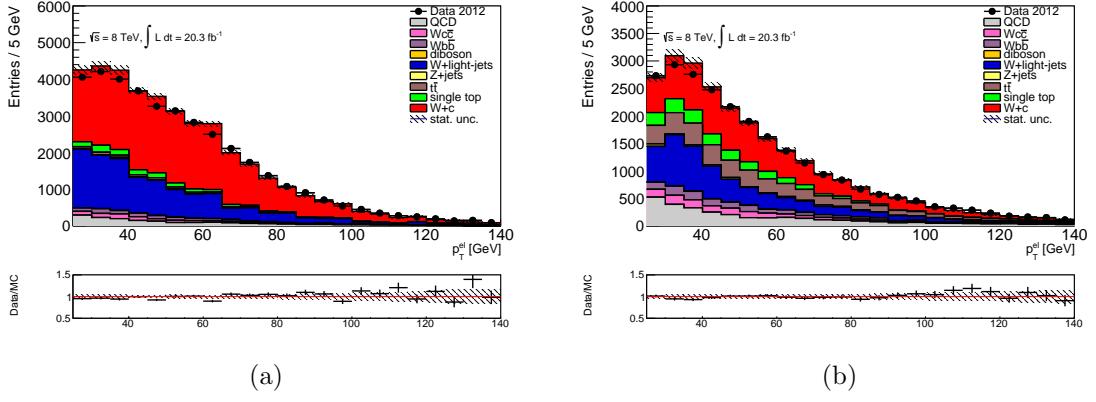 Entries / 5 GeV
6000
5000
4000
3000
2000
1000
0
√s = 8 TeV, ∫ L dt = 20.3 fb⁻¹
Data 2012
QCD
Wcc̅
Wbb̅
diboson
W+light-jets
Z+jets
tt̅
single top
W+c
stat. unc.
40 60 80 100 120 140
p_T^el [GeV]
Data/MC
1.5
1
0.5
40 60 80 100 120 140
(a)
Entries / 5 GeV
4000
3500
3000
2500
2000
1500
1000
500
0
√s = 8 TeV, ∫ L dt = 20.3 fb⁻¹
Data 2012
QCD
Wcc̅
Wbb̅
diboson
W+light-jets
Z+jets
tt̅
single top
W+c
stat. unc.
40 60 80 100 120 140
p_T^el [GeV]
Data/MC
1.5
1
0.5
40 60 80 100 120 140
(b)